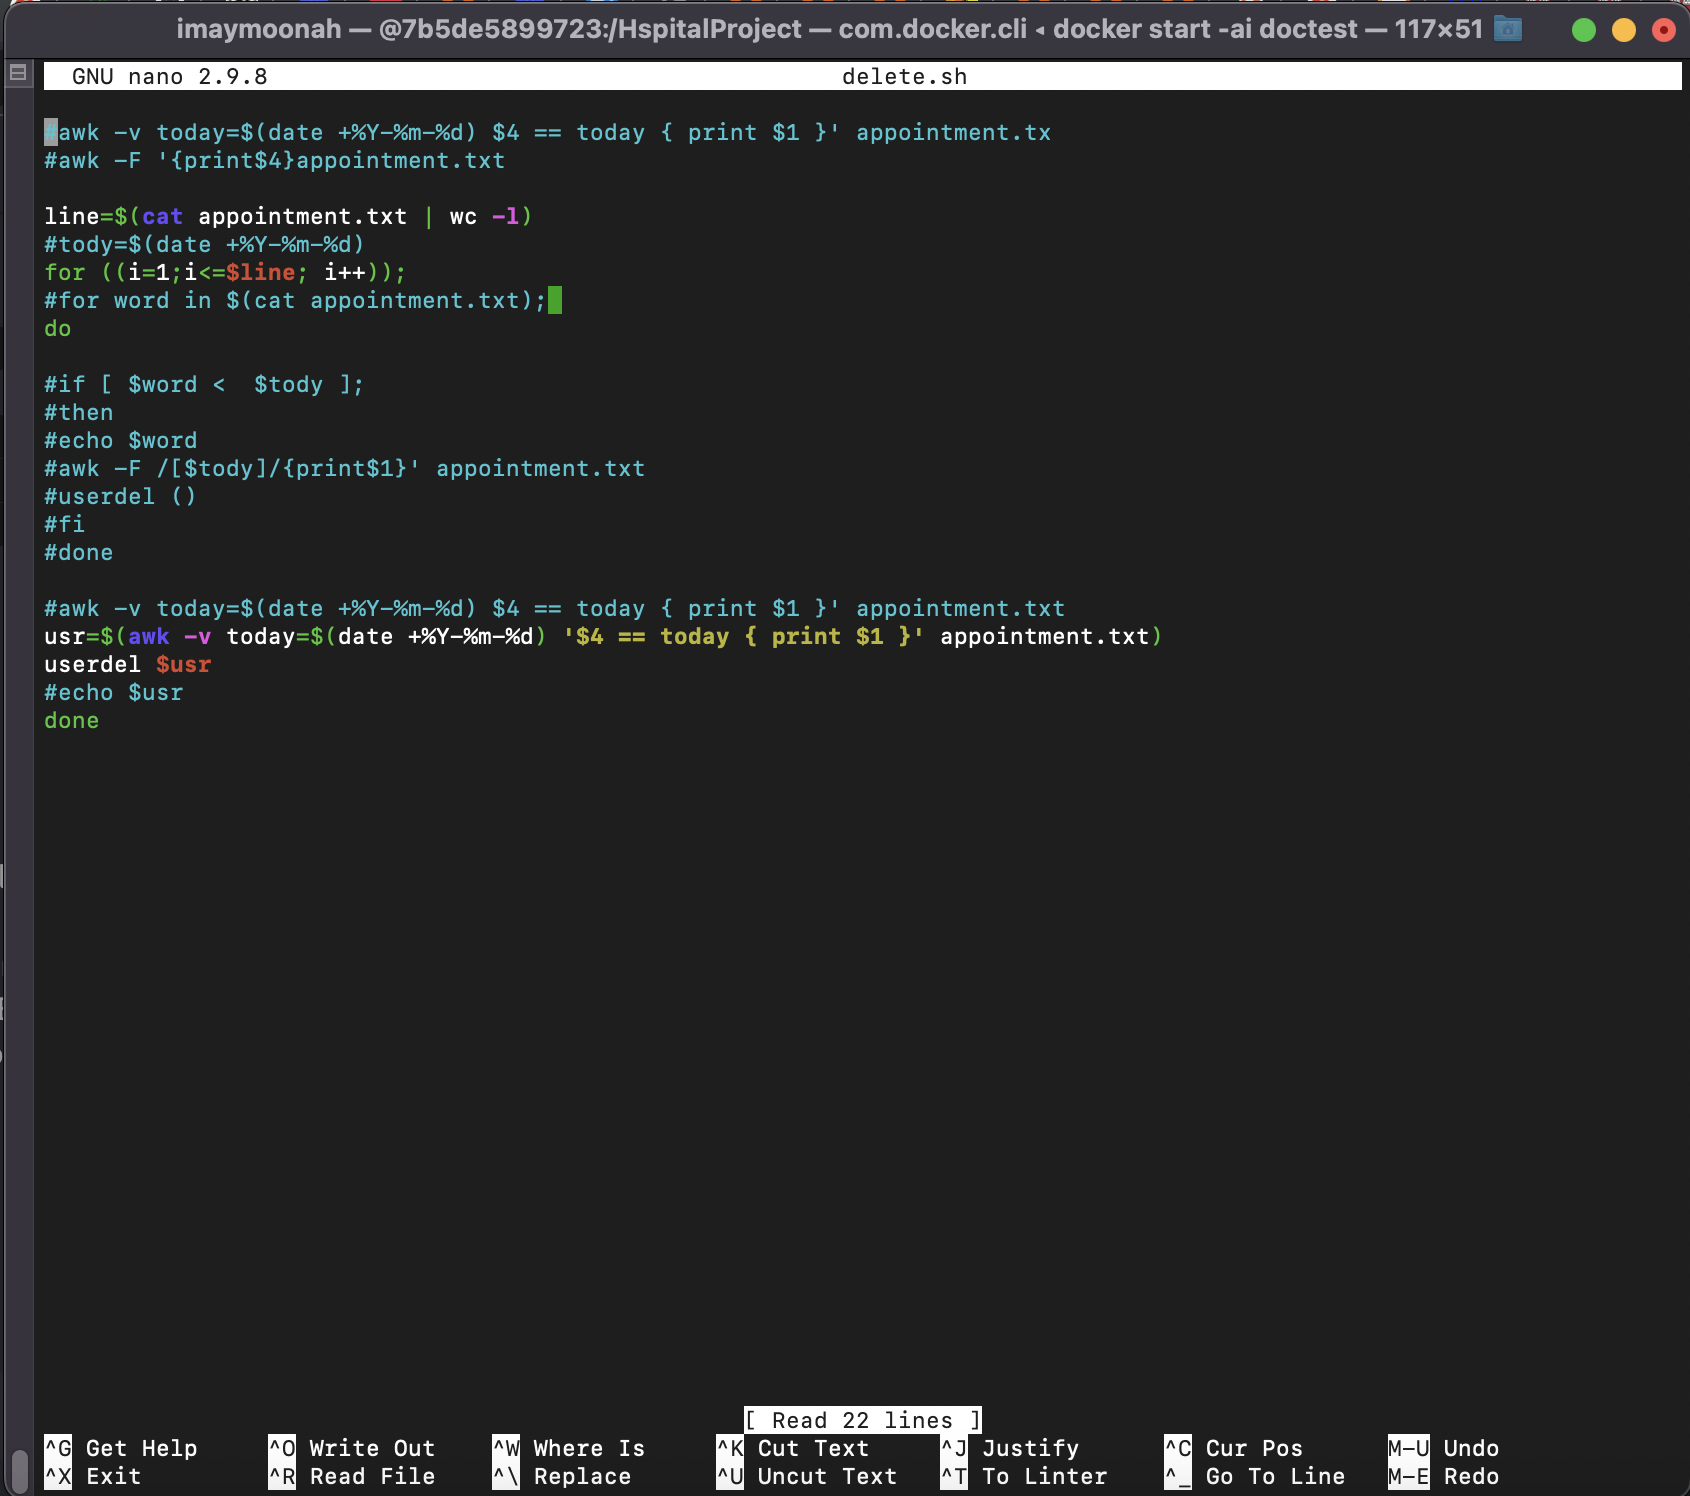 imaymoonah — @7b5de5899723:/HspitalProject — com.docker.cli ◂ docker start -ai doctest — 117×51
GNU nano 2.9.8 delete.sh
#awk -v today=$(date +%Y-%m-%d) $4 == today { print $1 }' appointment.tx
#awk -F '{print$4}appointment.txt
line=$(cat appointment.txt | wc -l)
#tody=$(date +%Y-%m-%d)
for ((i=1;i<=$line; i++));
#for word in $(cat appointment.txt);
do
#if [ $word <  $tody ];
#then
#echo $word
#awk -F /[$tody]/{print$1}' appointment.txt
#userdel ()
#fi
#done
#awk -v today=$(date +%Y-%m-%d) $4 == today { print $1 }' appointment.txt
usr=$(awk -v today=$(date +%Y-%m-%d) '$4 == today { print $1 }' appointment.txt)
userdel $usr
#echo $usr
done
[ Read 22 lines ]
^G Get Help ^O Write Out ^W Where Is ^K Cut Text ^J Justify ^C Cur Pos M-U Undo
^X Exit ^R Read File ^\ Replace ^U Uncut Text ^T To Linter ^_ Go To Line M-E Redo